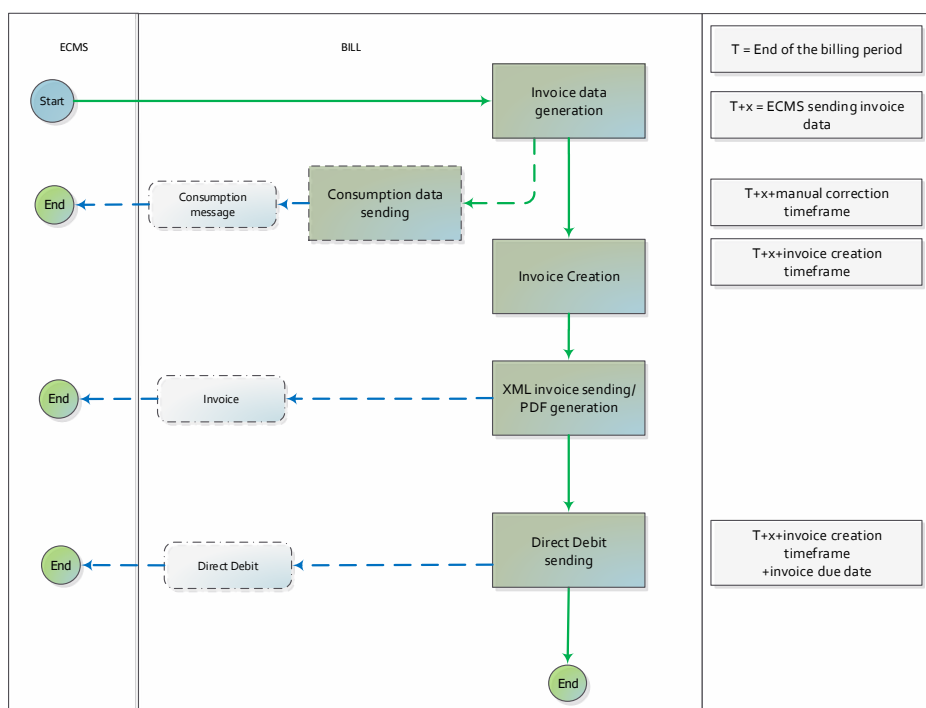 ECMS
BILL
T = End of the billing period
Start
Invoice data
generation
T+x = ECMS sending invoice
data
End
Consumption
message
Consumption data
sending
T+x+manual correction
timeframe
Invoice Creation
T+x+invoice creation
timeframe
End
Invoice
XML invoice sending/
PDF generation
End
Direct Debit
Direct Debit
sending
T+x+invoice creation
timeframe
+invoice due date
End